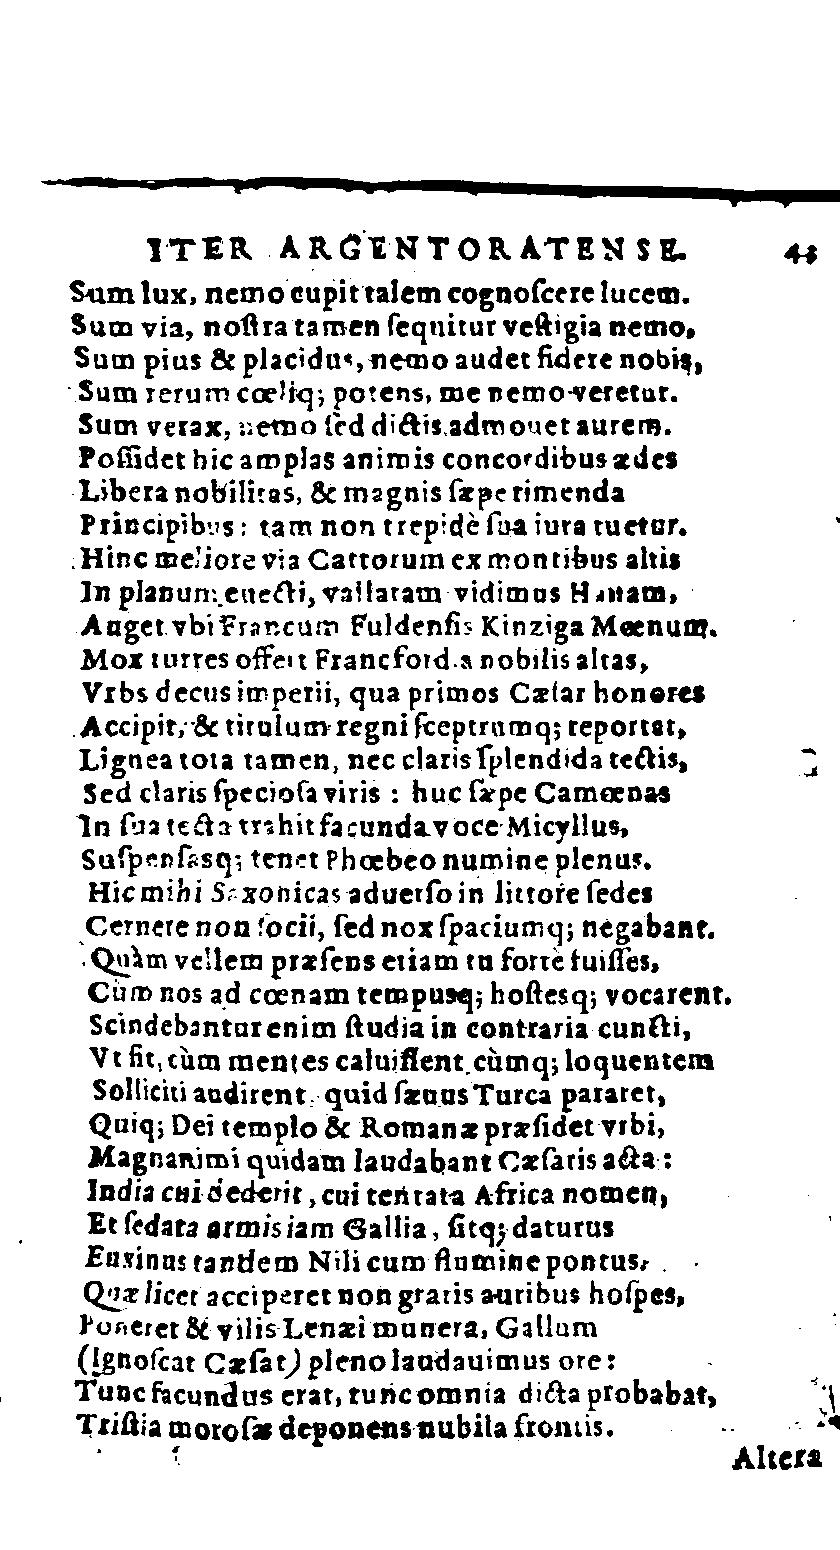 ITER ARGENTORATENSE. 43
Sum lux, nemo cupit talem cognoſcere lucem.
Sum via, noſtra tamen ſequitur veſtigia nemo,
Sum pius & placidus, nemo audet fidere nobis,
Sum rerum cœliq; potens, me nemo veretur.
Sum verax, nemo ſed dictis admouet aurem.
Poſſidet hic amplas animis concordibus ædes
Libera nobilitas, & magnis ſæpe timenda
Principibus: tam non trepidè ſua iura tuetur.
Hinc meliore via Cattorum ex montibus altis
In planum euecti, vallatam vidimus Hanam,
Auget vbi Francum Fuldenſis Kinziga Mœnum.
Mox turres offert Francfordia nobilis altas,
Vrbs decus imperii, qua primos Cæſar honores
Accipit, & titulum regni ſceptrumq; reportat,
Lignea tota tamen, nec claris ſplendida tectis,
Sed claris ſpecioſa viris : huc ſæpe Camœnas
In ſua tecta trahit facunda voce Micyllus,
Suſpenſasq; tenet Phœbeo numine plenus.
Hic mihi Saxonicas aduerſo in littore ſedes
Cernere non ſocii, ſed nox ſpaciumq; negabant.
Quàm vellem præſens etiam tu fortè fuiſſes,
Cùm nos ad cœnam tempusq; hoſtesq; vocarent.
Scindebantur enim ſtudia in contraria cuncti,
Vt fit, cùm mentes caluiſſent cùmq; loquentem
Solliciti audirent quid ſæuus Turca pararet,
Quiq; Dei templo & Romanæ præſidet vrbi,
Magnanimi quidam laudabant Cæſaris acta :
India cui dederit, cui tentata Africa nomen,
Et ſedata armis iam Gallia, ſitq; daturus
Euxinus tandem Nili cum flumine pontus.
Quæ licet acciperet non gratis auribus hoſpes,
Poneret & vilis Lenæi munera, Gallum
(Ignoſcat Cæſar) pleno laudauimus ore:
Tunc facundus erat, tunc omnia dicta probabat,
Triſtia moroſæ deponens nubila frontis.
Altera